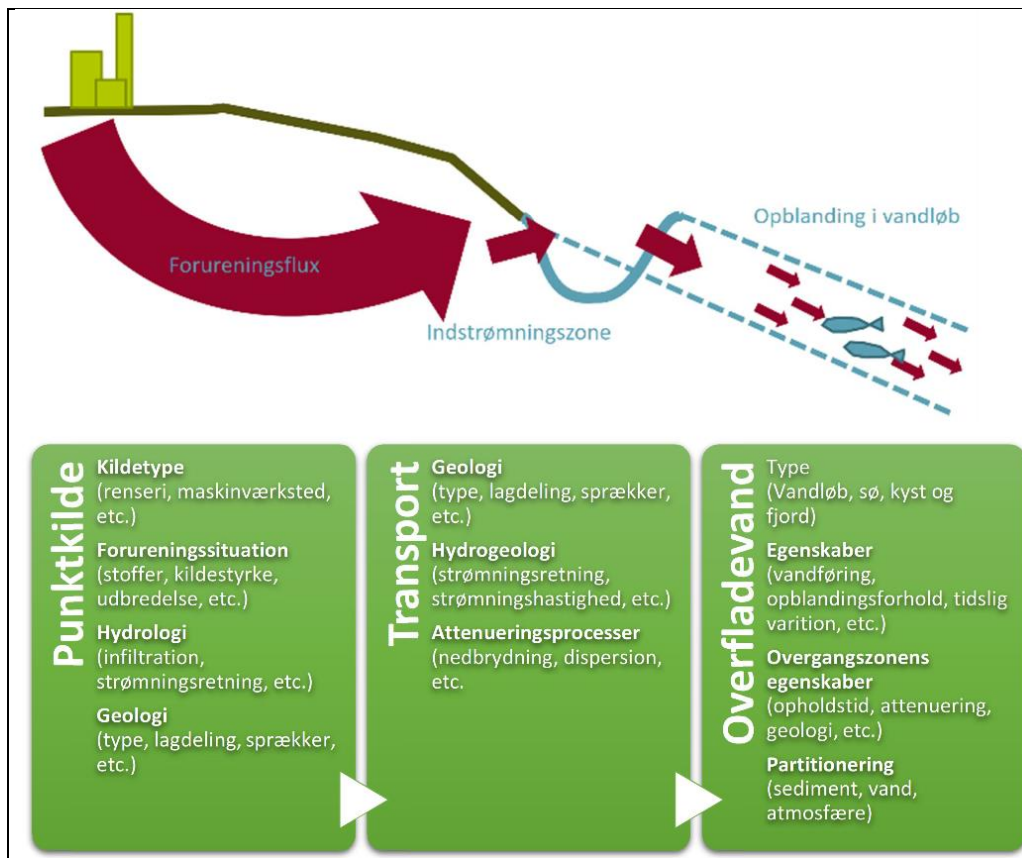 Opblanding i vandløb
Forureningsflux
Indstrømningszone
Punktkilde
Kildetype
(renseri, maskinværksted,
etc.)
Forureningssituation
(stoffer, kildestyrke,
udbredelse, etc.)
Hydrologi
(infiltration,
strømningsretning, etc.)
Geologi
(type, lagdeling, sprækker,
etc.)
Transport
Geologi
(type, lagdeling, sprækker,
etc.)
Hydrogeologi
(strømningsretning,
strømningshastighed, etc.)
Attenueringsprocesser
(nedbrydning, dispersion,
etc.
Overfladevand
Type
(Vandløb, sø, kyst og
fjord)
Egenskaber
(vandføring,
opblandingsforhold, tidslig
varition, etc.)
Overgangszonens
egenskaber
(opholdstid, attenuering,
geologi, etc.)
Partitionering
(sediment, vand,
atmosfære)